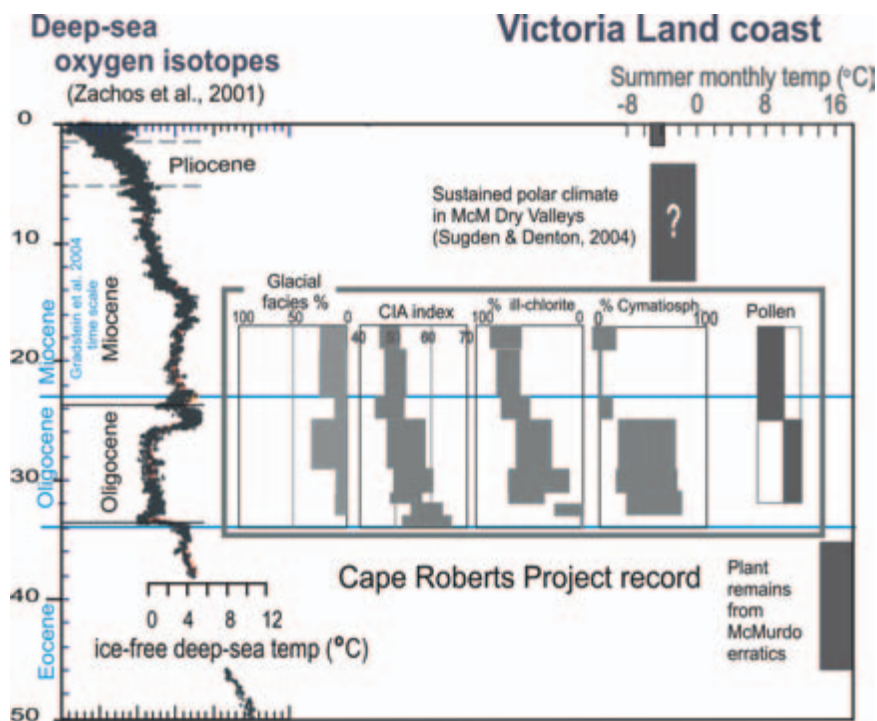 Deep-sea
oxygen isotopes
(Zachos et al., 2001)
Victoria Land coast
Summer monthly temp (°C)
-8 0 8 16
0
10
20
30
40
50
Pliocene
Miocene
Gradstein et al. 2004
time scale
Miocene
Oligocene
Oligocene
Eocene
Sustained polar climate
in McM Dry Valleys
(Sugden & Denton, 2004)
?
Glacial
facies %
100 50 0
CIA index
40 50 60 70
% ill-chlorite
100 0
% Cymatiosph
0 100
Pollen
Cape Roberts Project record
0 4 8 12
ice-free deep-sea temp (°C)
Plant
remains
from
McMurdo
erratics